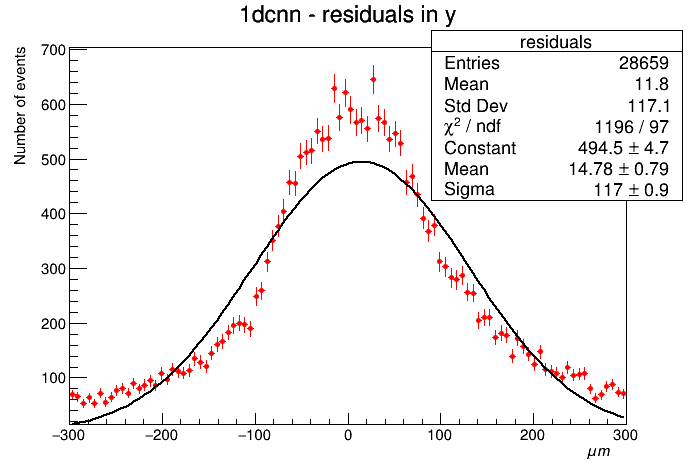 1dcnn - residuals in y
residuals
Entries 28659
Mean 11.8
Std Dev 117.1
χ² / ndf 1196 / 97
Constant 494.5 ± 4.7
Mean 14.78 ± 0.79
Sigma 117 ± 0.9
Number of events
700
600
500
400
300
200
100
−300 −200 −100 0 100 200 300
μm